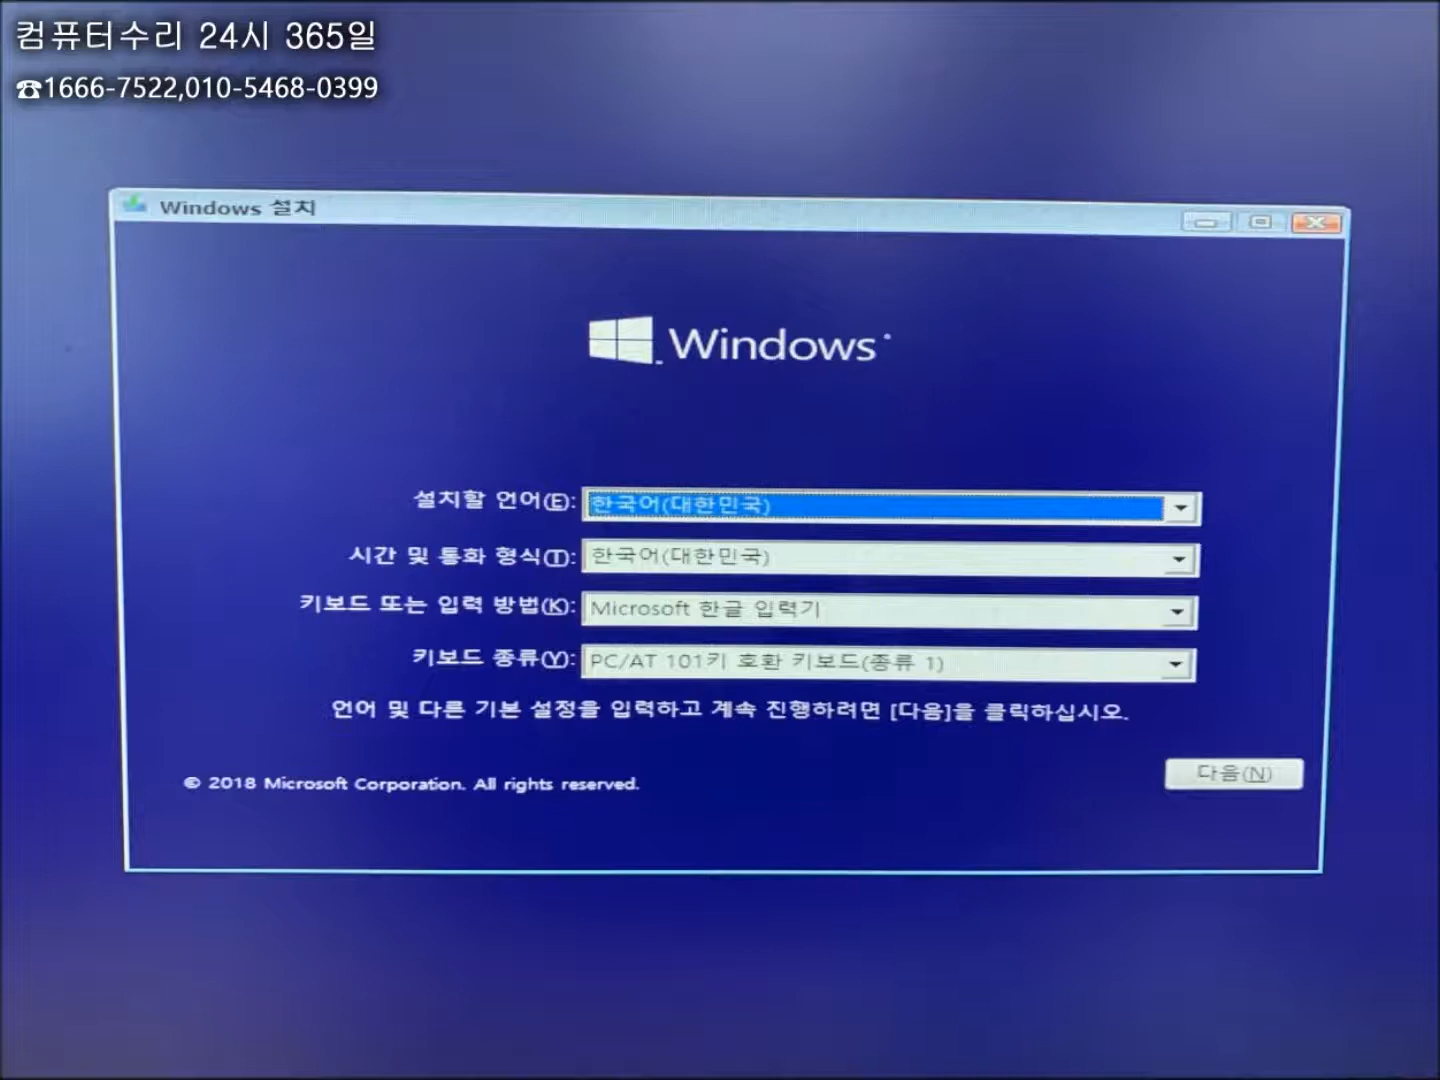 컴퓨터수리 24시 365일
☎1666-7522,010-5468-0399
Windows 설치
Windows
설치할 언어(E): 한국어(대한민국)
시간 및 통화 형식(T): 한국어(대한민국)
키보드 또는 입력 방법(K): Microsoft 한글 입력기
키보드 종류(Y): PC/AT 101키 호환 키보드(종류 1)
언어 및 다른 기본 설정을 입력하고 계속 진행하려면 [다음]을 클릭하십시오.
© 2018 Microsoft Corporation. All rights reserved.
다음(N)